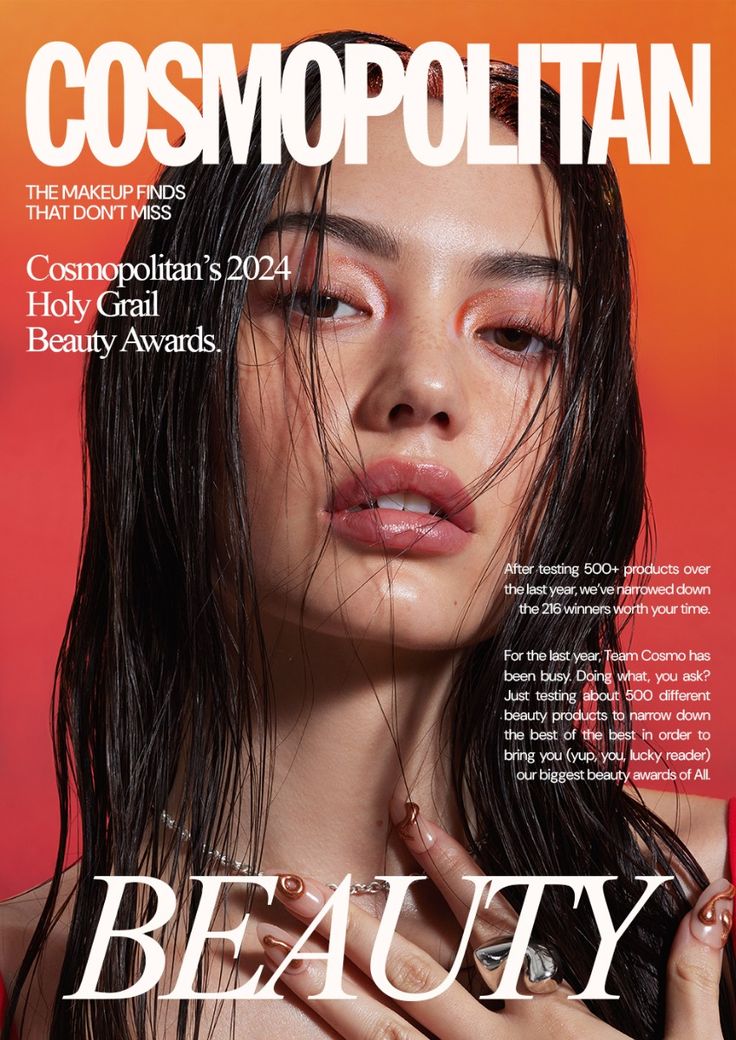 COSMOPOLITAN
THE MAKEUP FINDS
THAT DON'T MISS
Cosmopolitan's 2024
Holy Grail
Beauty Awards.
After testing 500+ products over
the last year, we've narrowed down
the 216 winners worth your time.
For the last year, Team Cosmo has
been busy. Doing what, you ask?
Just testing about 500 different
beauty products to narrow down
the best of the best in order to
bring you (yup, you, lucky reader)
our biggest beauty awards of All.
BEAUTY